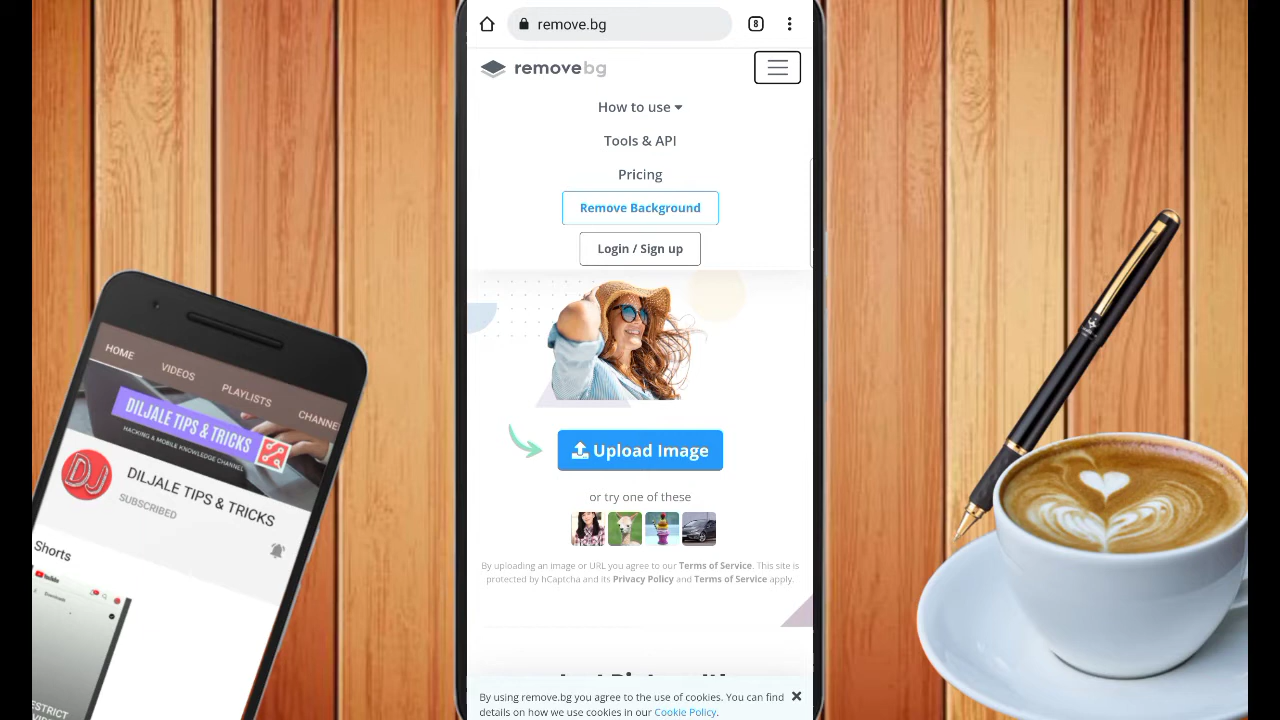 remove.bg
8
removebg
How to use
Tools & API
Pricing
Remove Background
Login / Sign up
Upload Image
or try one of these
By uploading an image or URL you agree to our Terms of Service. This site is
protected by hCaptcha and its Privacy Policy and Terms of Service apply.
By using remove.bg you agree to the use of cookies. You can find
details on how we use cookies in our Cookie Policy.
HOME VIDEOS PLAYLISTS CHANNE
DILJALE TIPS & TRICKS
HACKING & MOBILE KNOWLEDGE CHANNEL
DJ
DILJALE TIPS & TRICKS
SUBSCRIBED
Shorts